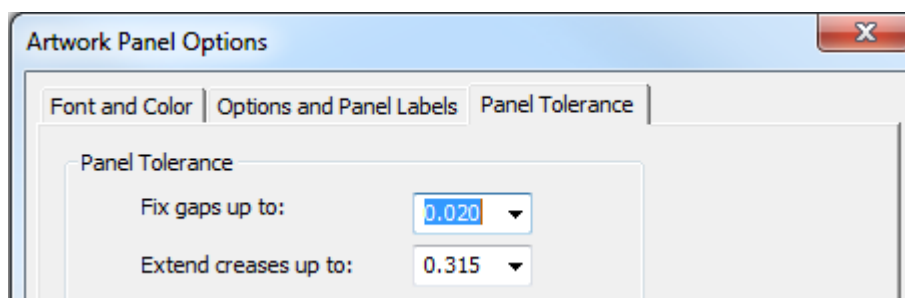 Artwork Panel Options
Font and Color Options and Panel Labels Panel Tolerance
Panel Tolerance
Fix gaps up to: 0.020
Extend creases up to: 0.315